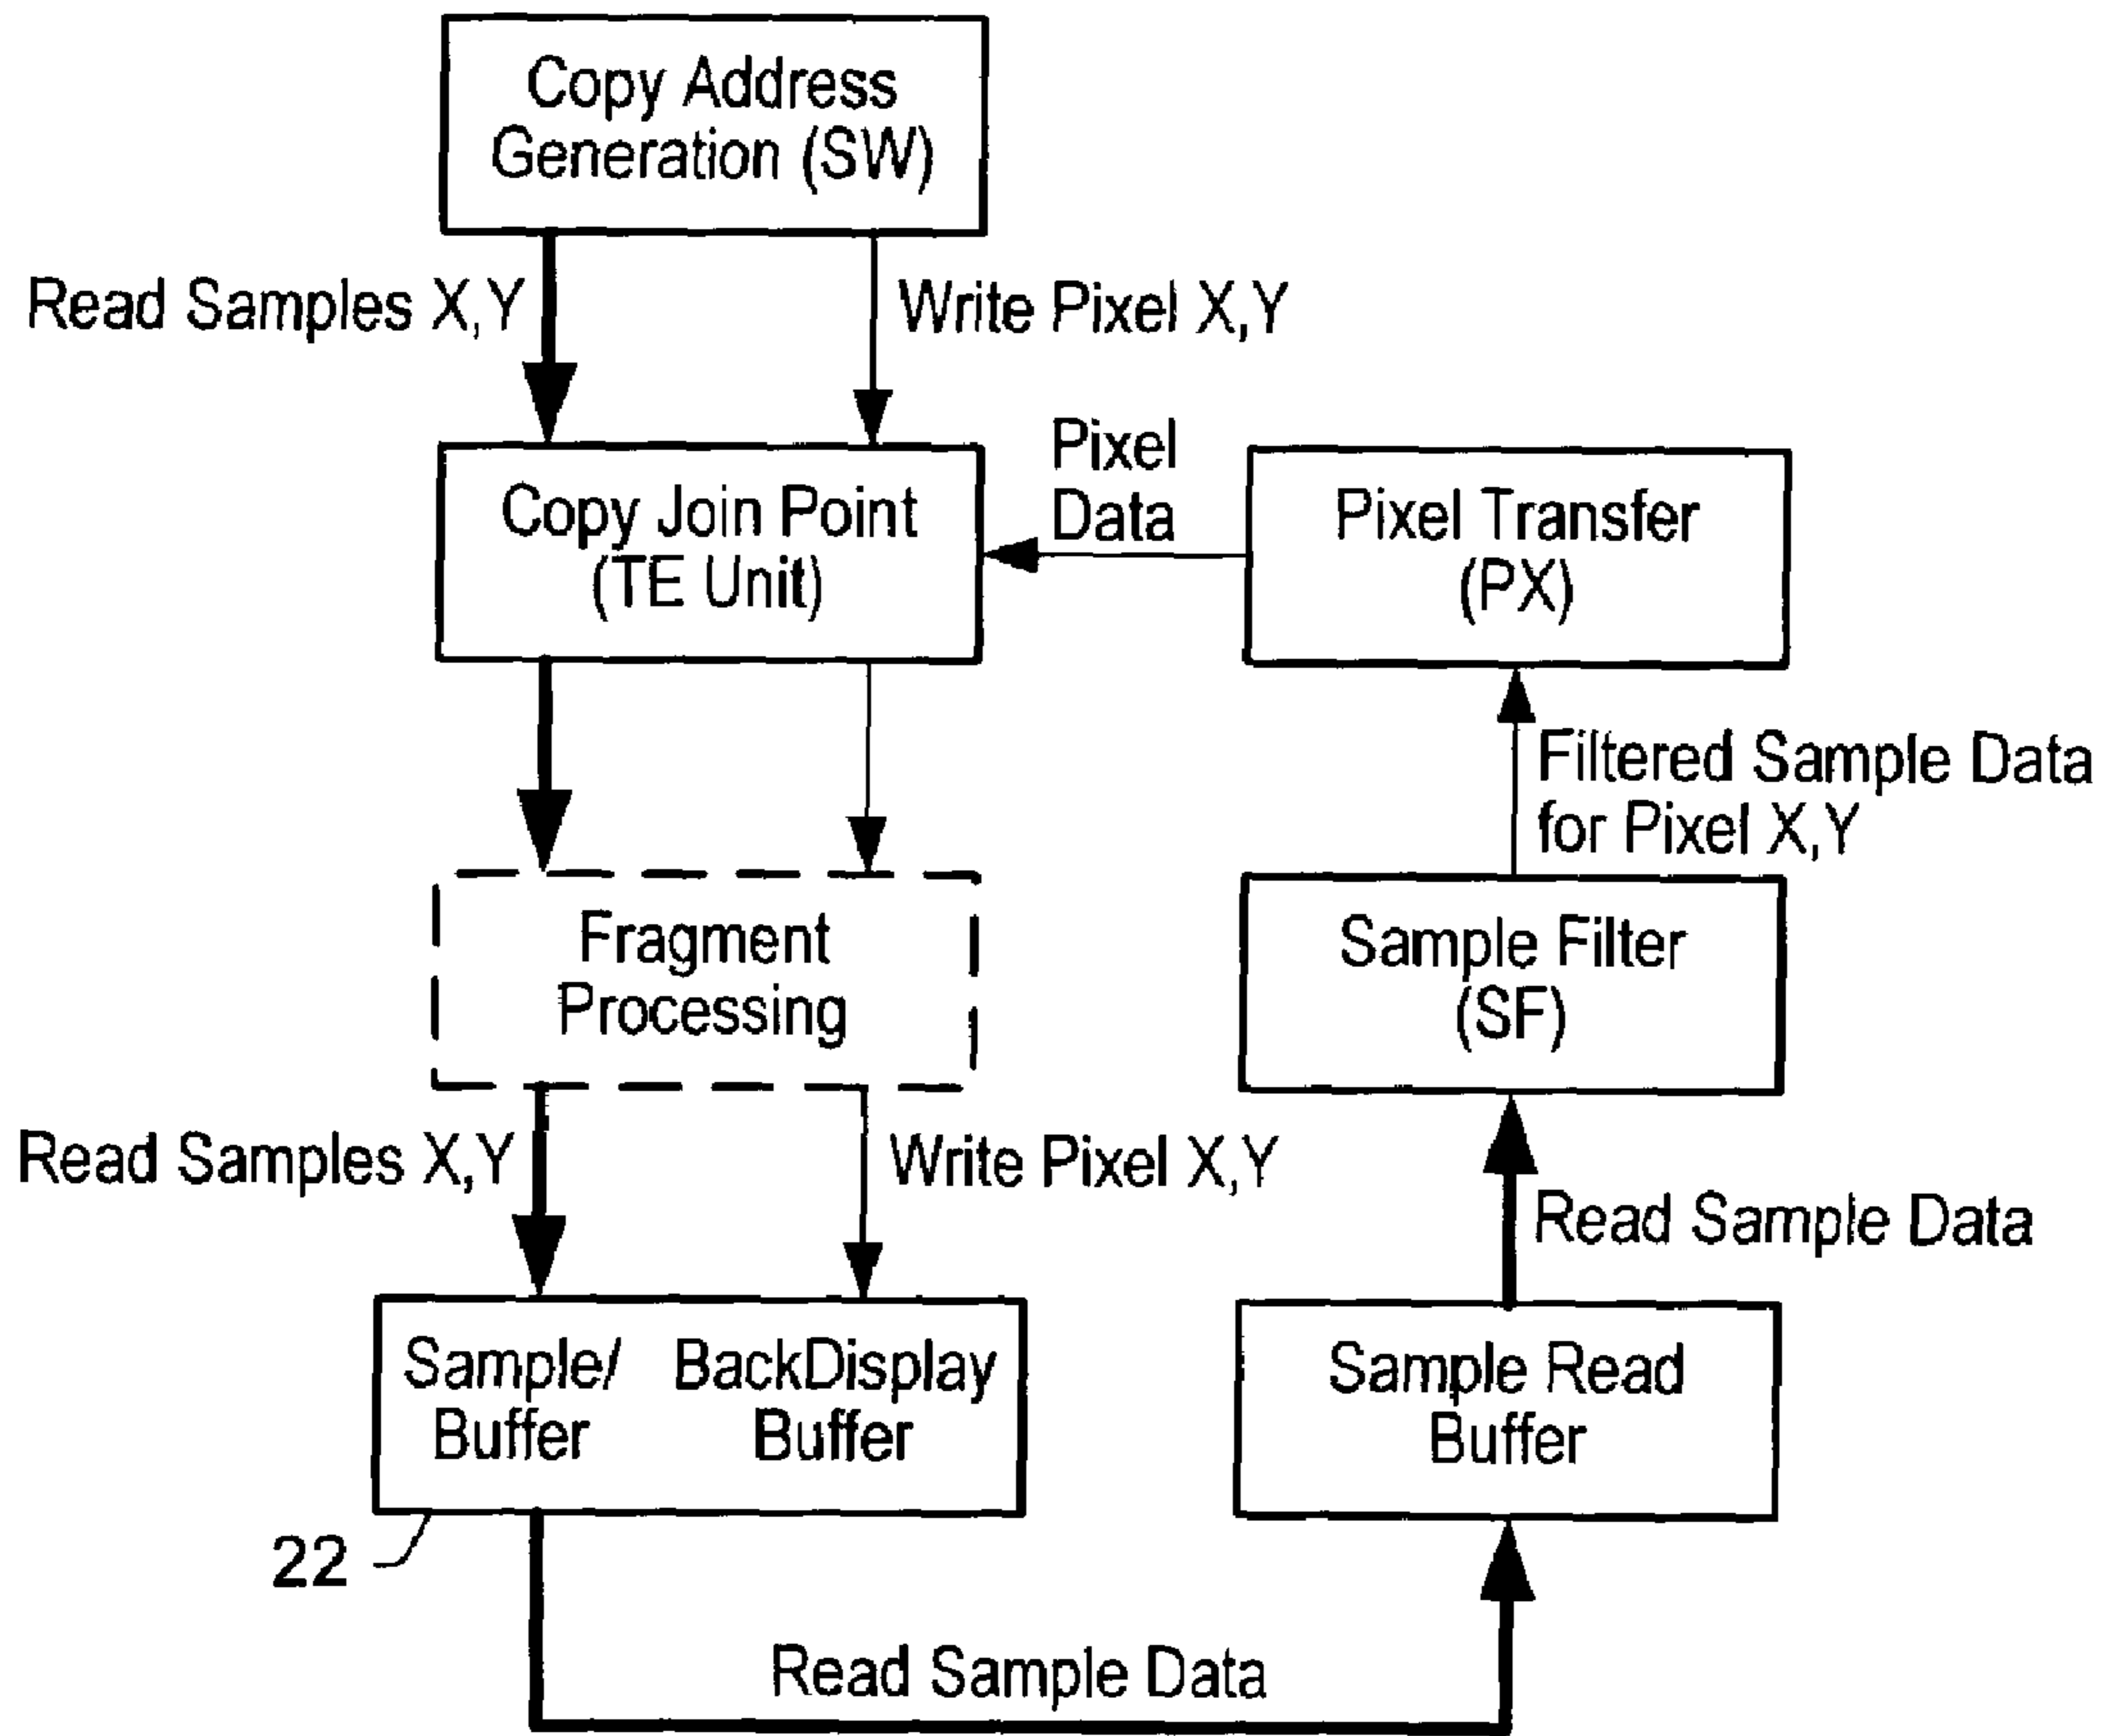 Copy Address
Generation (SW)
Read Samples X,Y
Write Pixel X,Y
Copy Join Point
(TE Unit)
Pixel
Data
Pixel Transfer
(PX)
Filtered Sample Data
for Pixel X,Y
Fragment
Processing
Sample Filter
(SF)
Read Samples X,Y
Write Pixel X,Y
Read Sample Data
Sample/
Buffer
BackDisplay
Buffer
Sample Read
Buffer
22
Read Sample Data